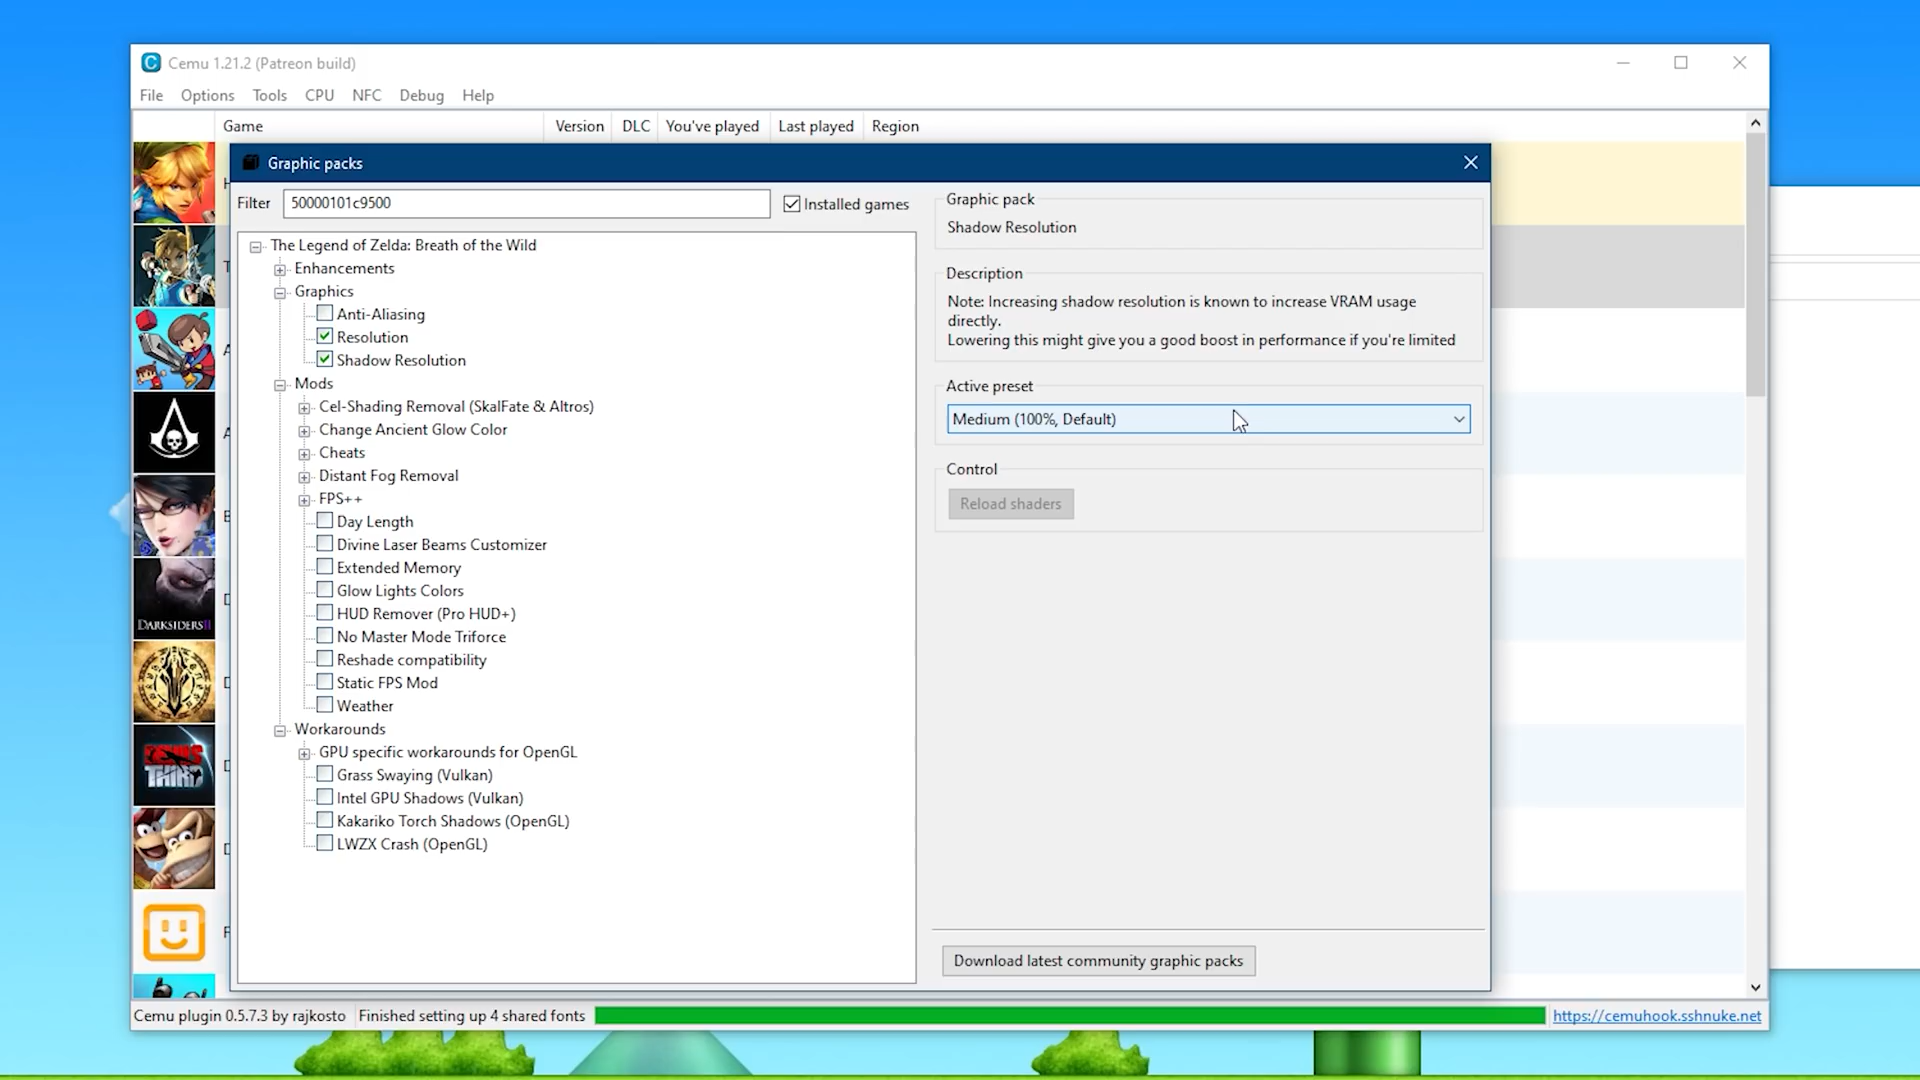 Cemu 1.21.2 (Patreon build)
File Options Tools CPU NFC Debug Help
Game Version DLC You've played Last played Region
Graphic packs
Filter 50000101c9500 Installed games
The Legend of Zelda: Breath of the Wild
Enhancements
Graphics
Anti-Aliasing
Resolution
Shadow Resolution
Mods
Cel-Shading Removal (SkalFate & Altros)
Change Ancient Glow Color
Cheats
Distant Fog Removal
FPS++
Day Length
Divine Laser Beams Customizer
Extended Memory
Glow Lights Colors
HUD Remover (Pro HUD+)
No Master Mode Triforce
Reshade compatibility
Static FPS Mod
Weather
Workarounds
GPU specific workarounds for OpenGL
Grass Swaying (Vulkan)
Intel GPU Shadows (Vulkan)
Kakariko Torch Shadows (OpenGL)
LWZX Crash (OpenGL)
Graphic pack
Shadow Resolution
Description
Note: Increasing shadow resolution is known to increase VRAM usage
directly.
Lowering this might give you a good boost in performance if you're limited
Active preset
Medium (100%, Default)
Control
Reload shaders
Download latest community graphic packs
DARKSIDERS II
DEVIL'S THIRD
Cemu plugin 0.5.7.3 by rajkosto Finished setting up 4 shared fonts https://cemuhook.sshnuke.net